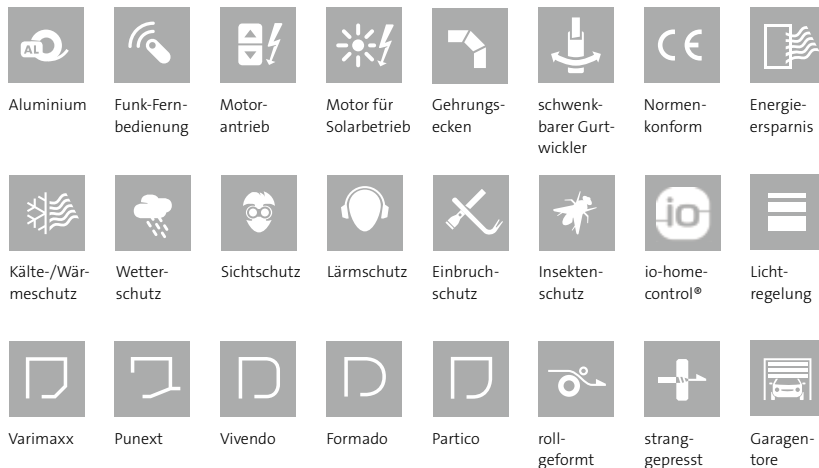 AL
CE
Aluminium
Funk-Fern-
bedienung
Motor-
antrieb
Motor für
Solarbetrieb
Gehrungs-
ecken
schwenk-
barer Gurt-
wickler
Normen-
konform
Energie-
ersparnis
io
Kälte-/Wär-
meschutz
Wetter-
schutz
Sichtschutz
Lärmschutz
Einbruch-
schutz
Insekten-
schutz
io-home-
control®
Licht-
regelung
Varimaxx
Punext
Vivendo
Formado
Partico
roll-
geformt
strang-
gepresst
Garagen-
tore